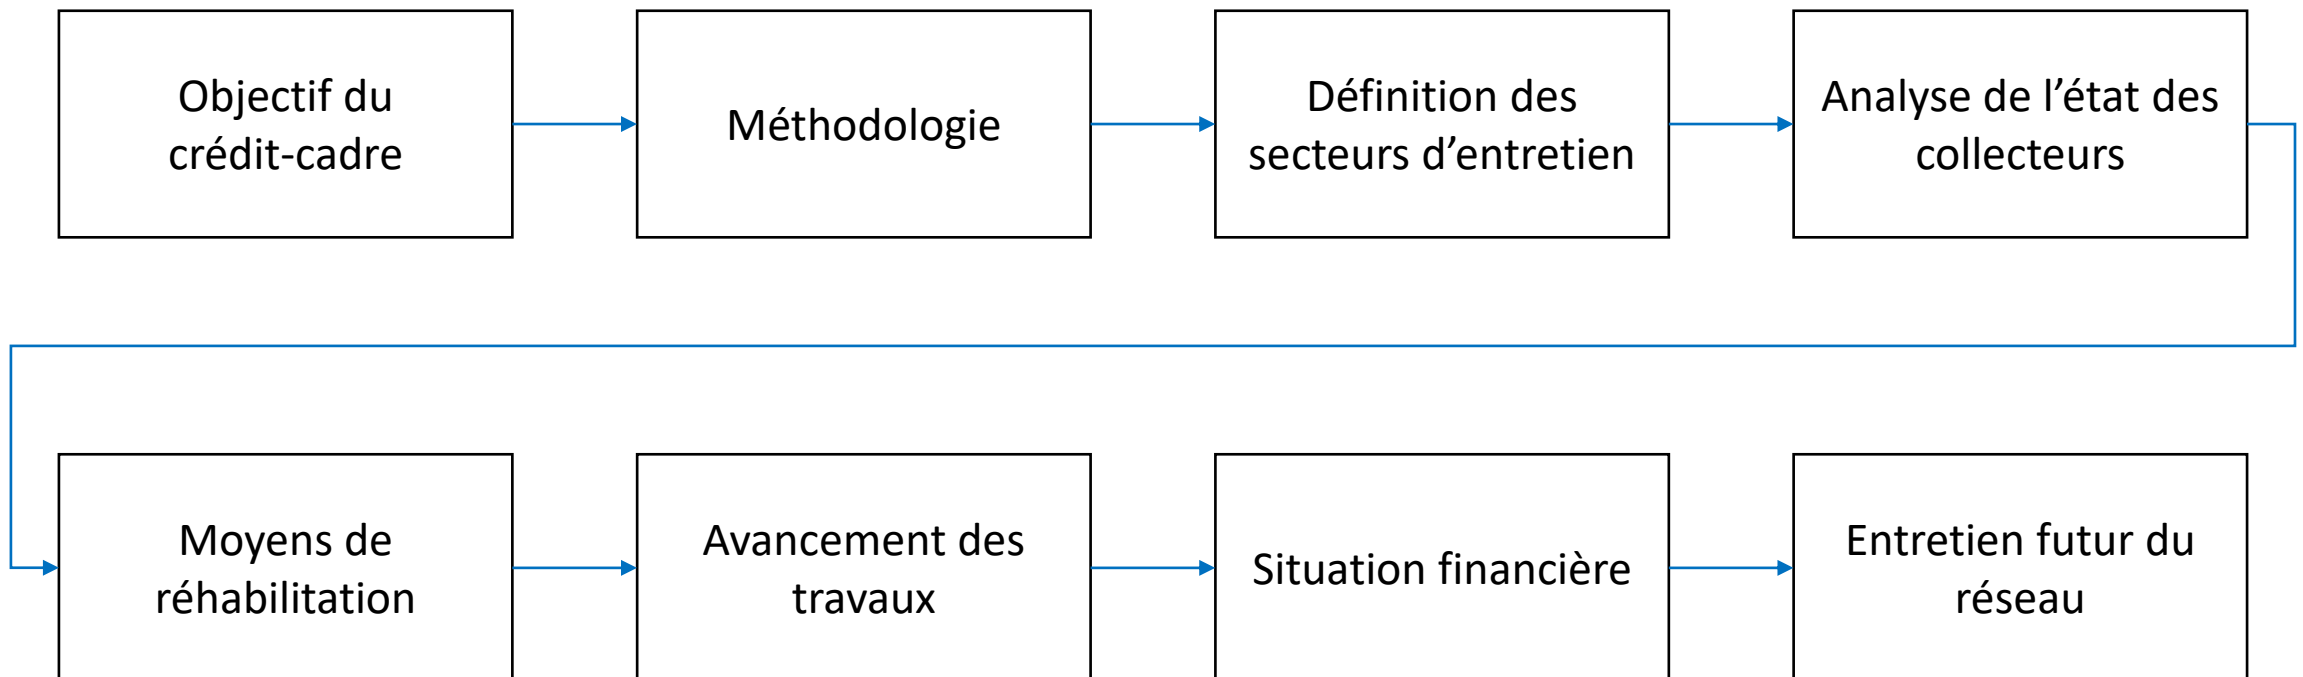 Objectif du
crédit-cadre
Méthodologie
Définition des
secteurs d’entretien
Analyse de l’état des
collecteurs
Moyens de
réhabilitation
Avancement des
travaux
Situation financière
Entretien futur du
réseau